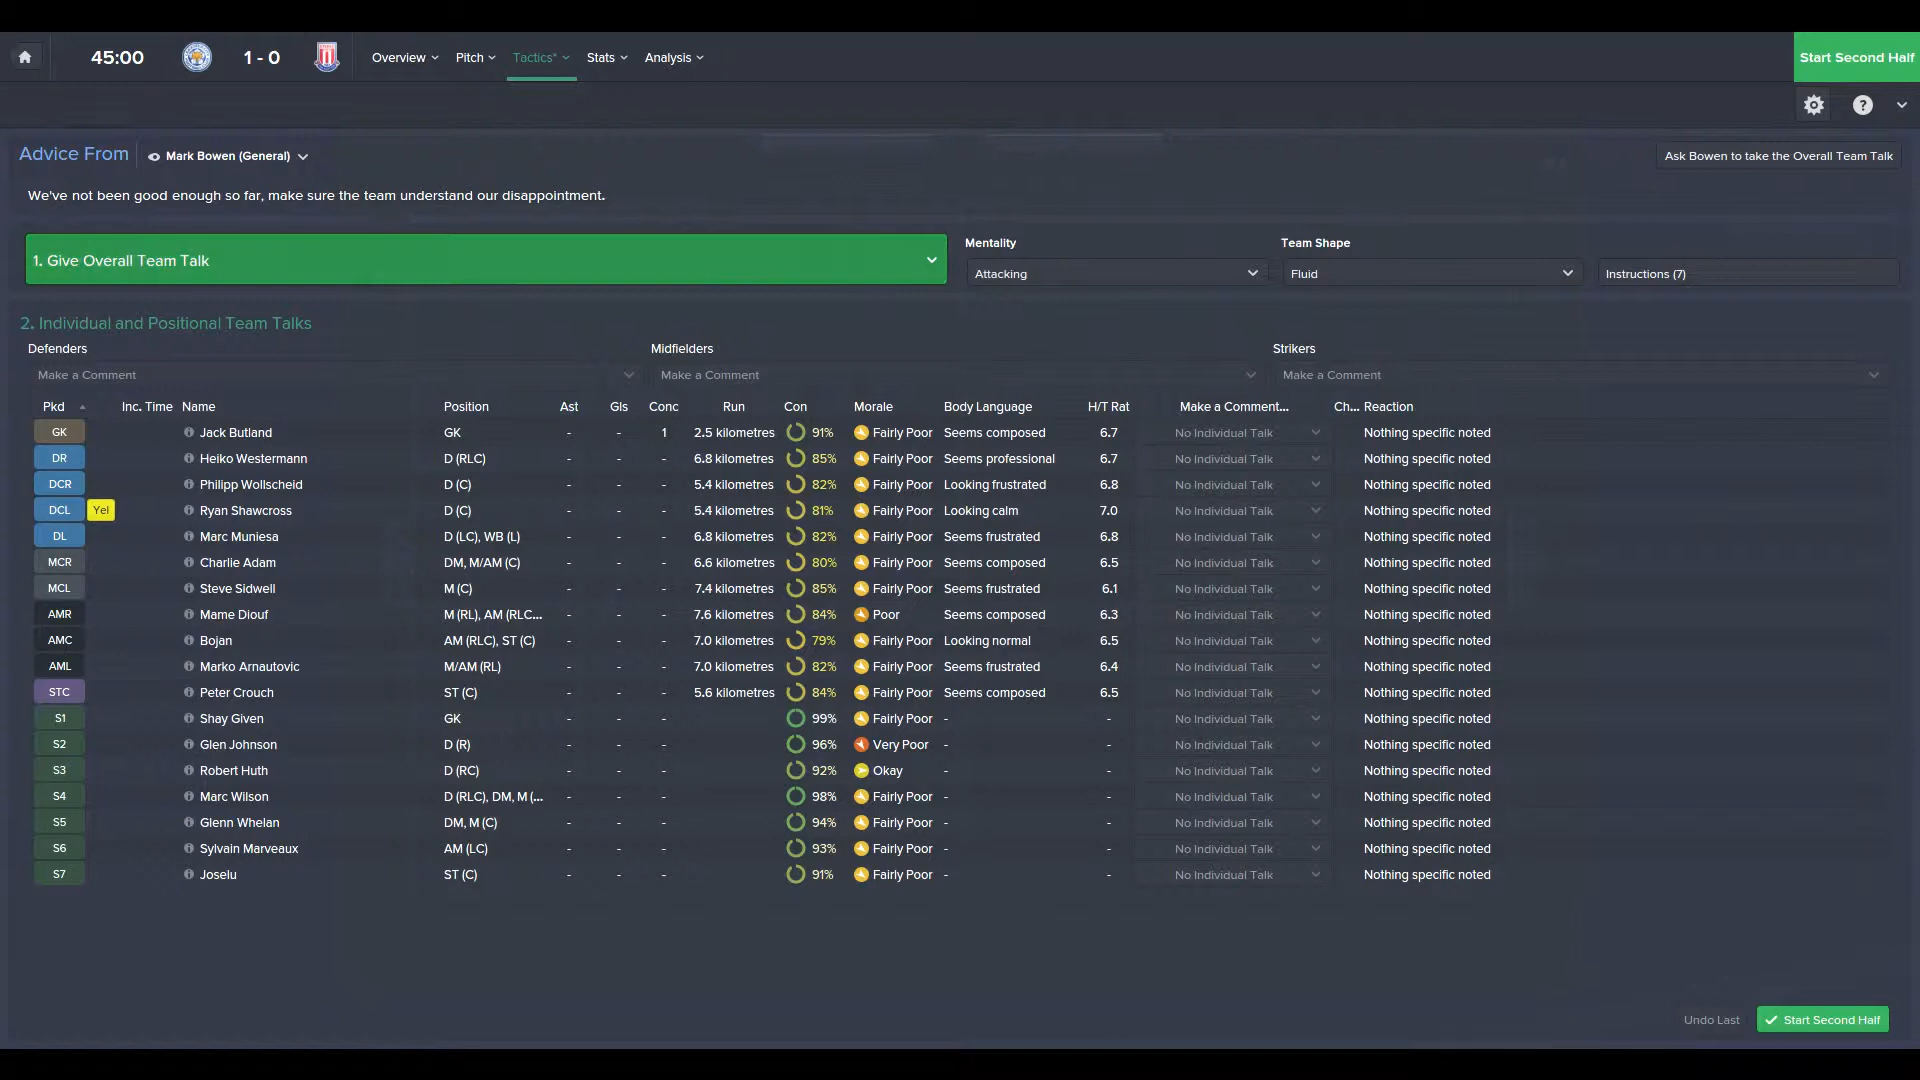 45:00 1 - 0 Overview Pitch Tactics* Stats Analysis Start Second Half
?
Advice From Mark Bowen (General) Ask Bowen to take the Overall Team Talk
We've not been good enough so far, make sure the team understand our disappointment.
Mentality Team Shape
1. Give Overall Team Talk Attacking Fluid Instructions (7)
2. Individual and Positional Team Talks
Defenders Midfielders Strikers
Make a Comment Make a Comment Make a Comment
Pkd Inc. Time Name Position Ast Gls Conc Run Con Morale Body Language H/T Rat Make a Comment... Ch... Reaction
GK Jack Butland GK - - 1 2.5 kilometres 91% Fairly Poor Seems composed 6.7 No Individual Talk Nothing specific noted
DR Heiko Westermann D (RLC) - - - 6.8 kilometres 85% Fairly Poor Seems professional 6.7 No Individual Talk Nothing specific noted
DCR Philipp Wollscheid D (C) - - - 5.4 kilometres 82% Fairly Poor Looking frustrated 6.8 No Individual Talk Nothing specific noted
DCL Yel Ryan Shawcross D (C) - - - 5.4 kilometres 81% Fairly Poor Looking calm 7.0 No Individual Talk Nothing specific noted
DL Marc Muniesa D (LC), WB (L) - - - 6.8 kilometres 82% Fairly Poor Seems frustrated 6.8 No Individual Talk Nothing specific noted
MCR Charlie Adam DM, M/AM (C) - - - 6.6 kilometres 80% Fairly Poor Seems composed 6.5 No Individual Talk Nothing specific noted
MCL Steve Sidwell M (C) - - - 7.4 kilometres 85% Fairly Poor Seems frustrated 6.1 No Individual Talk Nothing specific noted
AMR Mame Diouf M (RL), AM (RLC... - - - 7.6 kilometres 84% Poor Seems composed 6.3 No Individual Talk Nothing specific noted
AMC Bojan AM (RLC), ST (C) - - - 7.0 kilometres 79% Fairly Poor Looking normal 6.5 No Individual Talk Nothing specific noted
AML Marko Arnautovic M/AM (RL) - - - 7.0 kilometres 82% Fairly Poor Seems frustrated 6.4 No Individual Talk Nothing specific noted
STC Peter Crouch ST (C) - - - 5.6 kilometres 84% Fairly Poor Seems composed 6.5 No Individual Talk Nothing specific noted
S1 Shay Given GK - - - 99% Fairly Poor - - No Individual Talk Nothing specific noted
S2 Glen Johnson D (R) - - - 96% Very Poor - - No Individual Talk Nothing specific noted
S3 Robert Huth D (RC) - - - 92% Okay - - No Individual Talk Nothing specific noted
S4 Marc Wilson D (RLC), DM, M (... - - - 98% Fairly Poor - - No Individual Talk Nothing specific noted
S5 Glenn Whelan DM, M (C) - - - 94% Fairly Poor - - No Individual Talk Nothing specific noted
S6 Sylvain Marveaux AM (LC) - - - 93% Fairly Poor - - No Individual Talk Nothing specific noted
S7 Joselu ST (C) - - - 91% Fairly Poor - - No Individual Talk Nothing specific noted
Undo Last Start Second Half